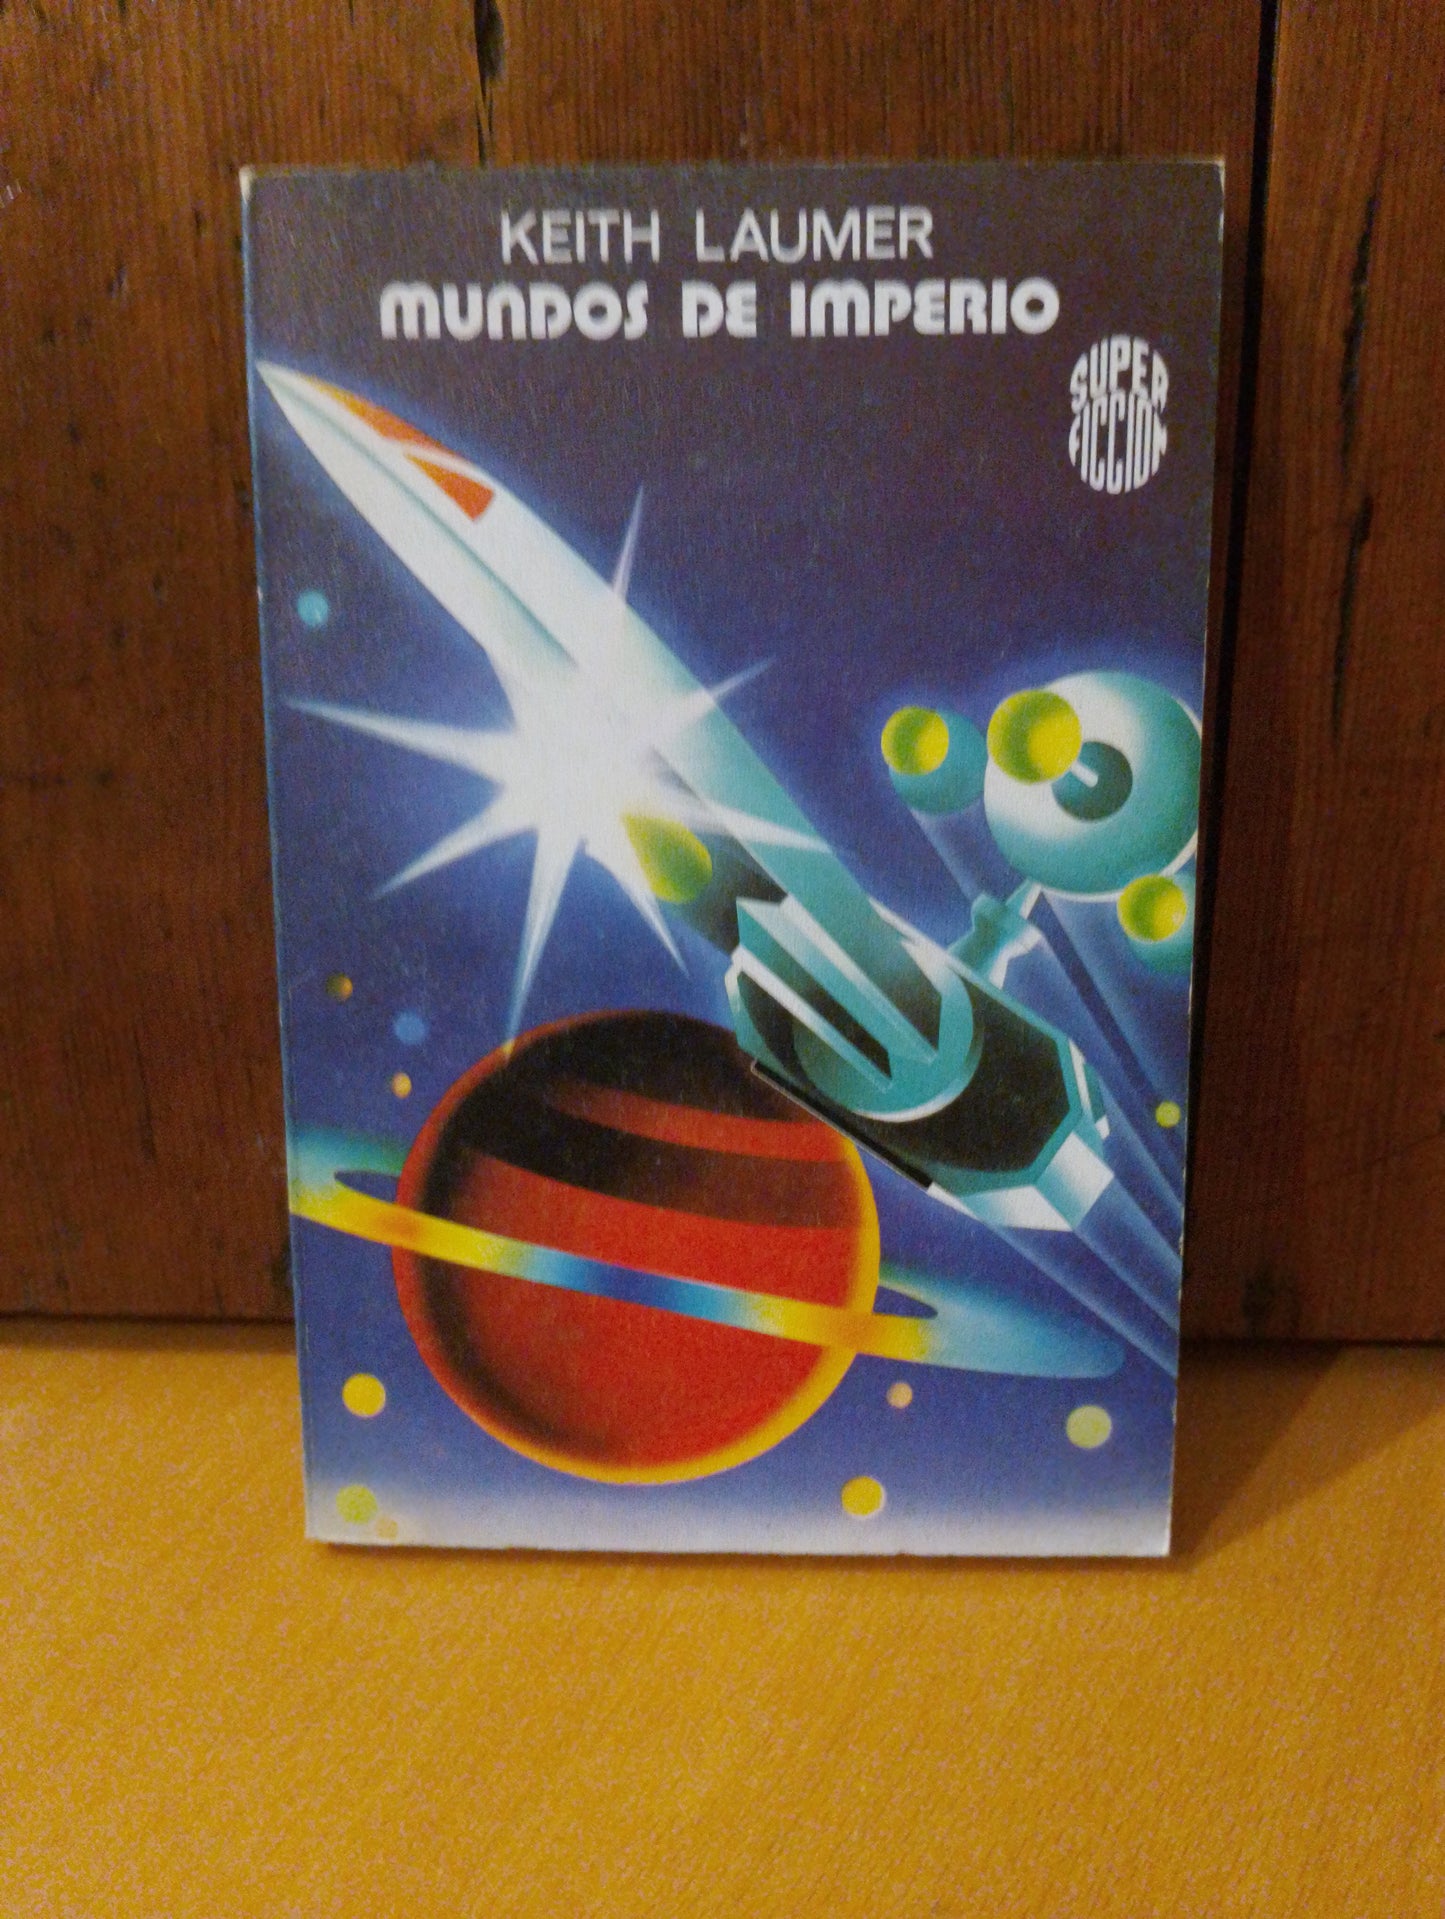 KEITH LAUMER
MUNDOS DE IMPERIO
SUPER
FICCION